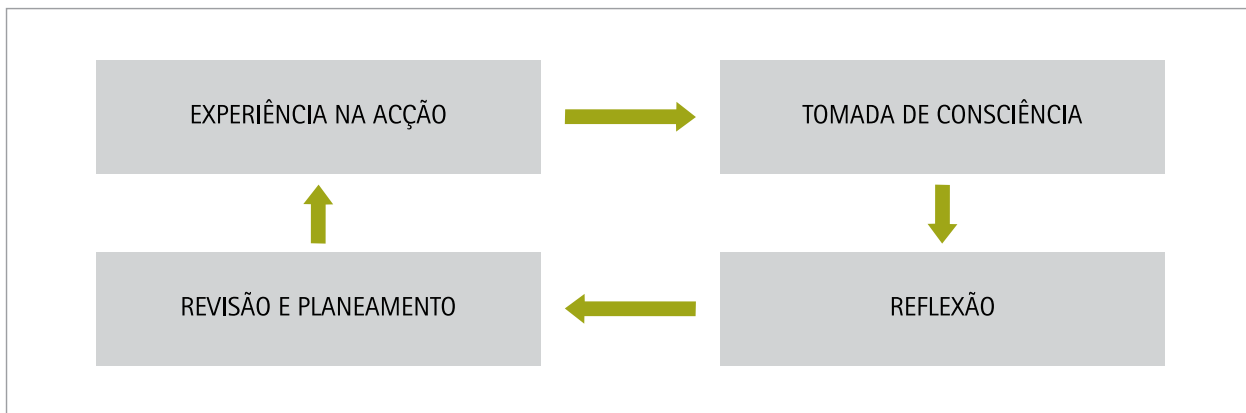 EXPERIÊNCIA NA ACÇÃO
TOMADA DE CONSCIÊNCIA
REVISÃO E PLANEAMENTO
REFLEXÃO